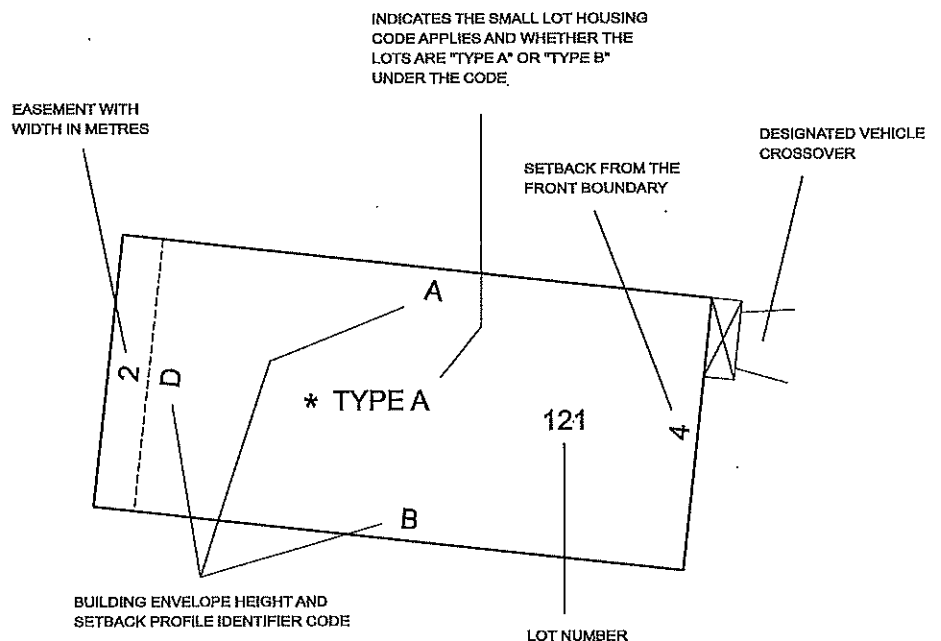 INDICATES THE SMALL LOT HOUSING
CODE APPLIES AND WHETHER THE
LOTS ARE "TYPE A" OR "TYPE B"
UNDER THE CODE
EASEMENT WITH
WIDTH IN METRES
DESIGNATED VEHICLE
CROSSOVER
SETBACK FROM THE
FRONT BOUNDARY
A
2
D
* TYPE A
121
4
B
BUILDING ENVELOPE HEIGHT AND
SETBACK PROFILE IDENTIFIER CODE
LOT NUMBER